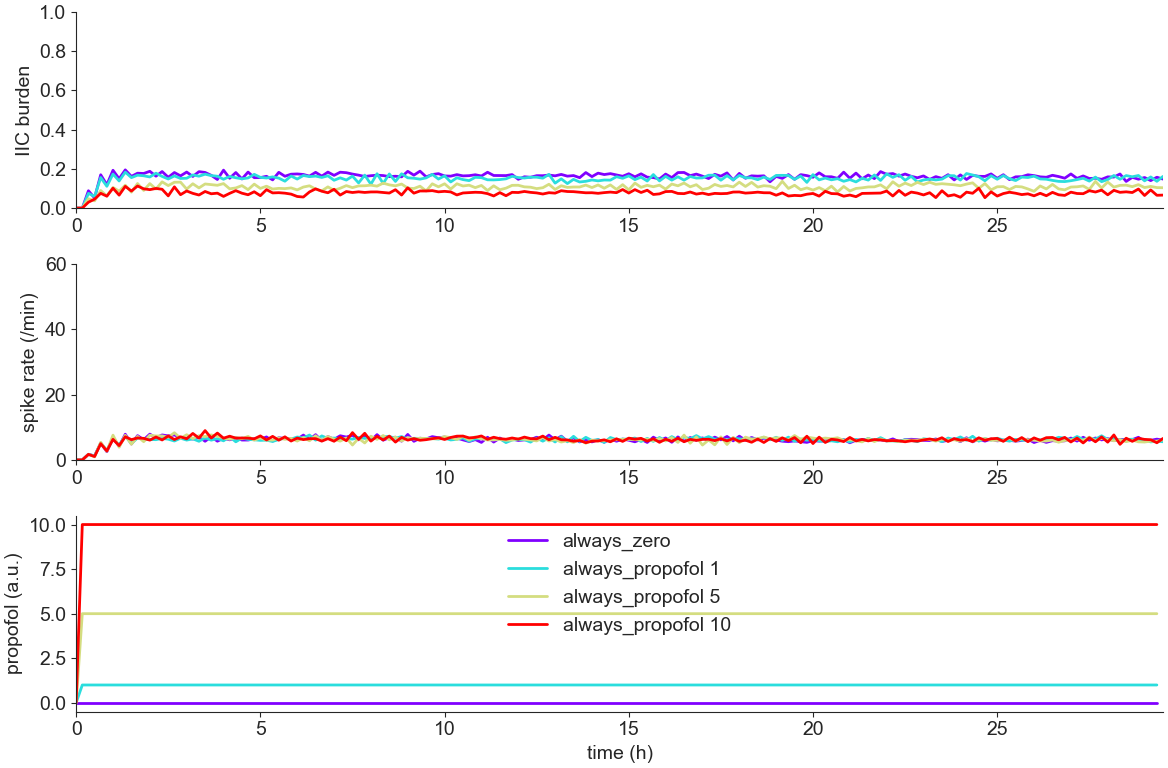 IIC burden
1.0
0.8
0.6
0.4
0.2
0.0
0 5 10 15 20 25
spike rate (/min)
60
40
20
0
0 5 10 15 20 25
propofol (a.u.)
10.0
7.5
5.0
2.5
0.0
always_zero
always_propofol 1
always_propofol 5
always_propofol 10
0 5 10 15 20 25
time (h)